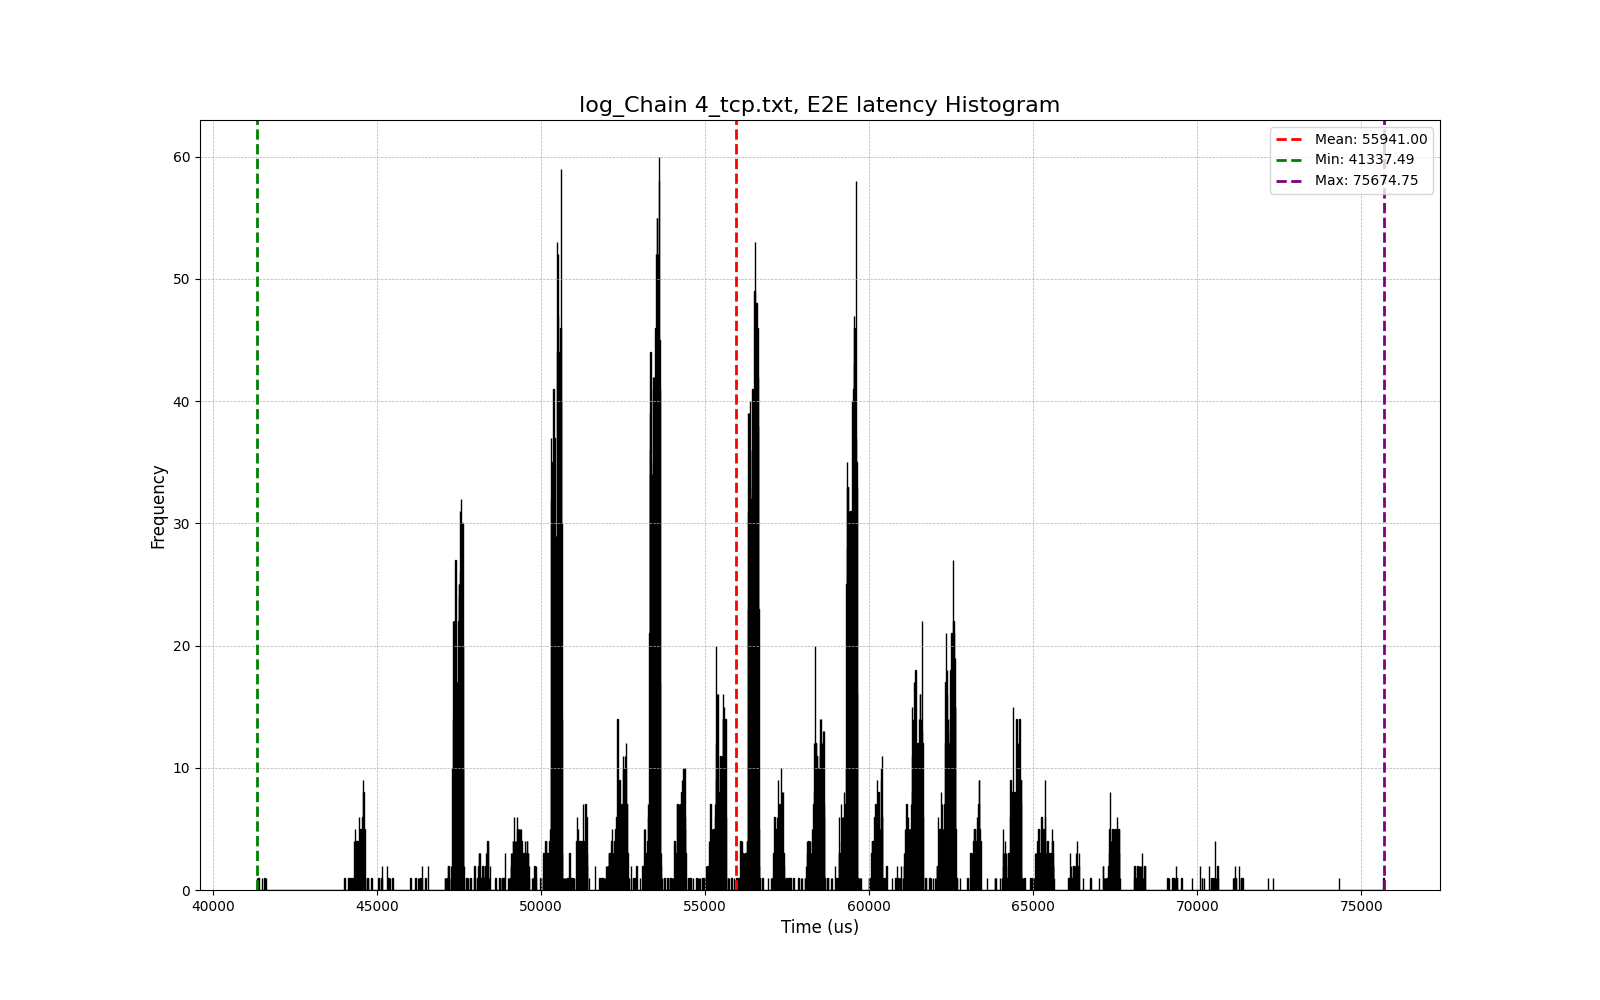 log_Chain 4_tcp.txt, E2E latency Histogram
Mean: 55941.00
Min: 41337.49
Max: 75674.75
Frequency
60
50
40
30
20
10
0
40000 45000 50000 55000 60000 65000 70000 75000
Time (us)